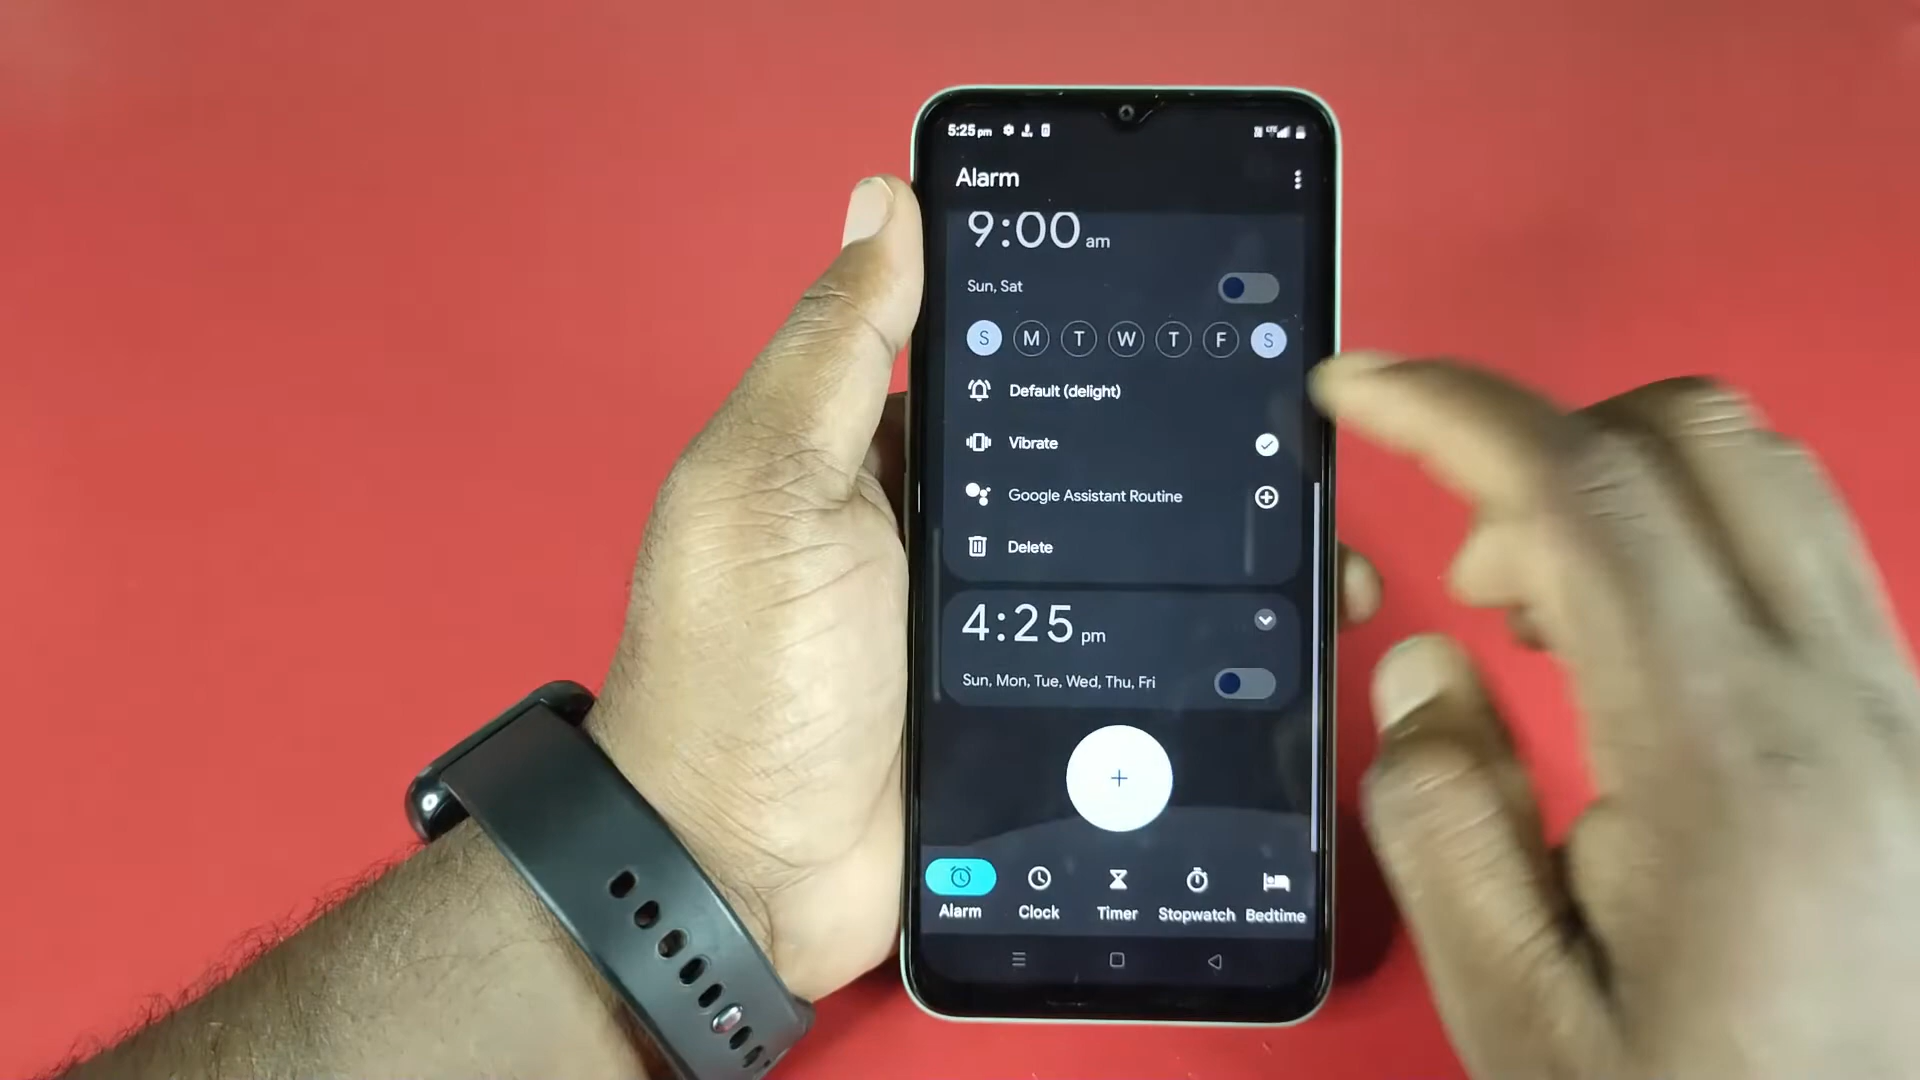 5:25 pm
LTE
Alarm
9:00 am
Sun, Sat
S M T W T F S
Default (delight)
Vibrate
Google Assistant Routine
Delete
4:25 pm
Sun, Mon, Tue, Wed, Thu, Fri
+
Alarm Clock Timer Stopwatch Bedtime